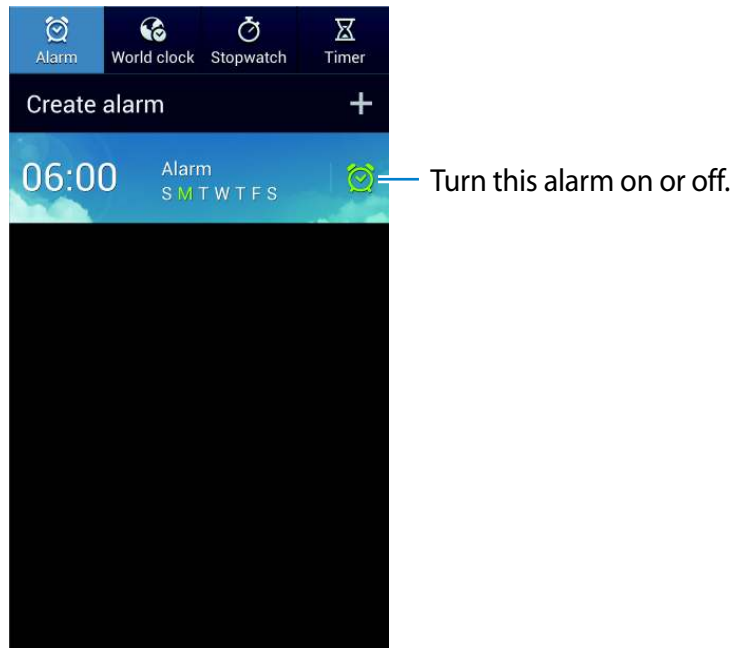 Alarm World clock Stopwatch Timer
Create alarm +
06:00 Alarm
S M T W T F S
Turn this alarm on or off.